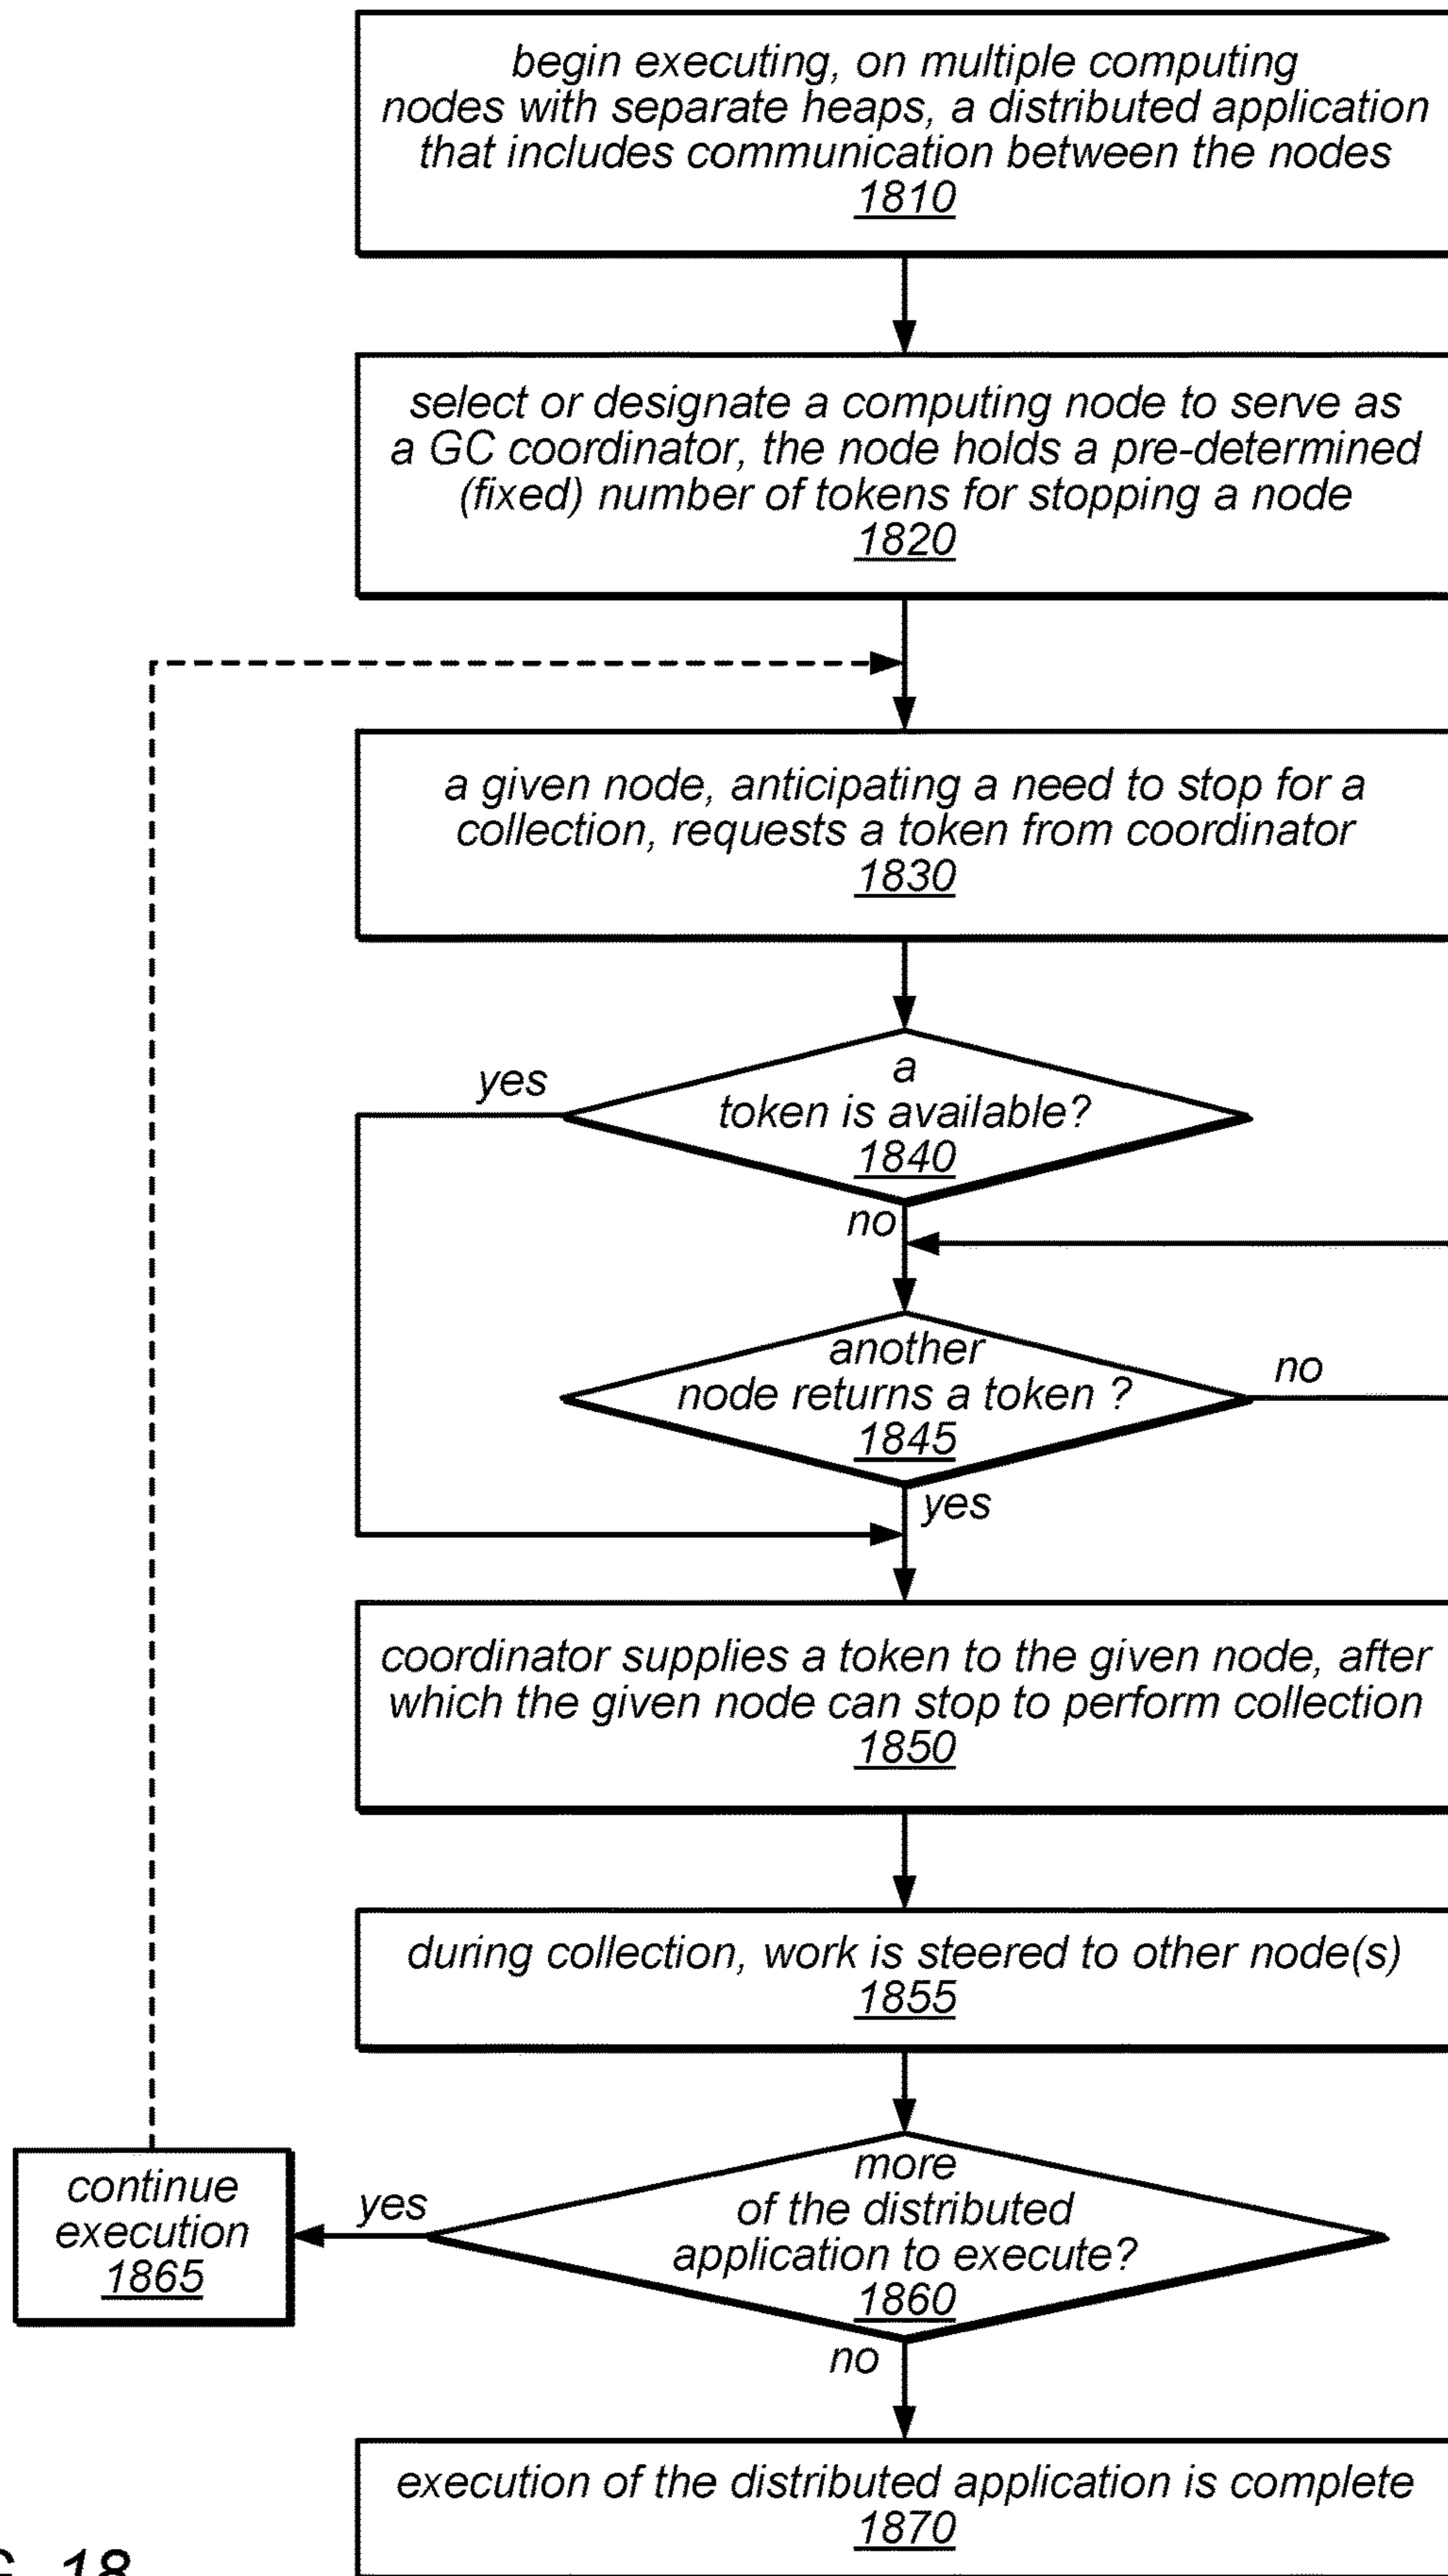 begin executing, on multiple computing
nodes with separate heaps, a distributed application
that includes communication between the nodes
1810
select or designate a computing node to serve as
a GC coordinator, the node holds a pre-determined
(fixed) number of tokens for stopping a node
1820
a given node, anticipating a need to stop for a
collection, requests a token from coordinator
1830
yes
a
token is available?
1840
no
another
node returns a token ?
1845
no
yes
coordinator supplies a token to the given node, after
which the given node can stop to perform collection
1850
during collection, work is steered to other node(s)
1855
more
of the distributed
application to execute?
1860
yes
continue
execution
1865
no
execution of the distributed application is complete
1870
18